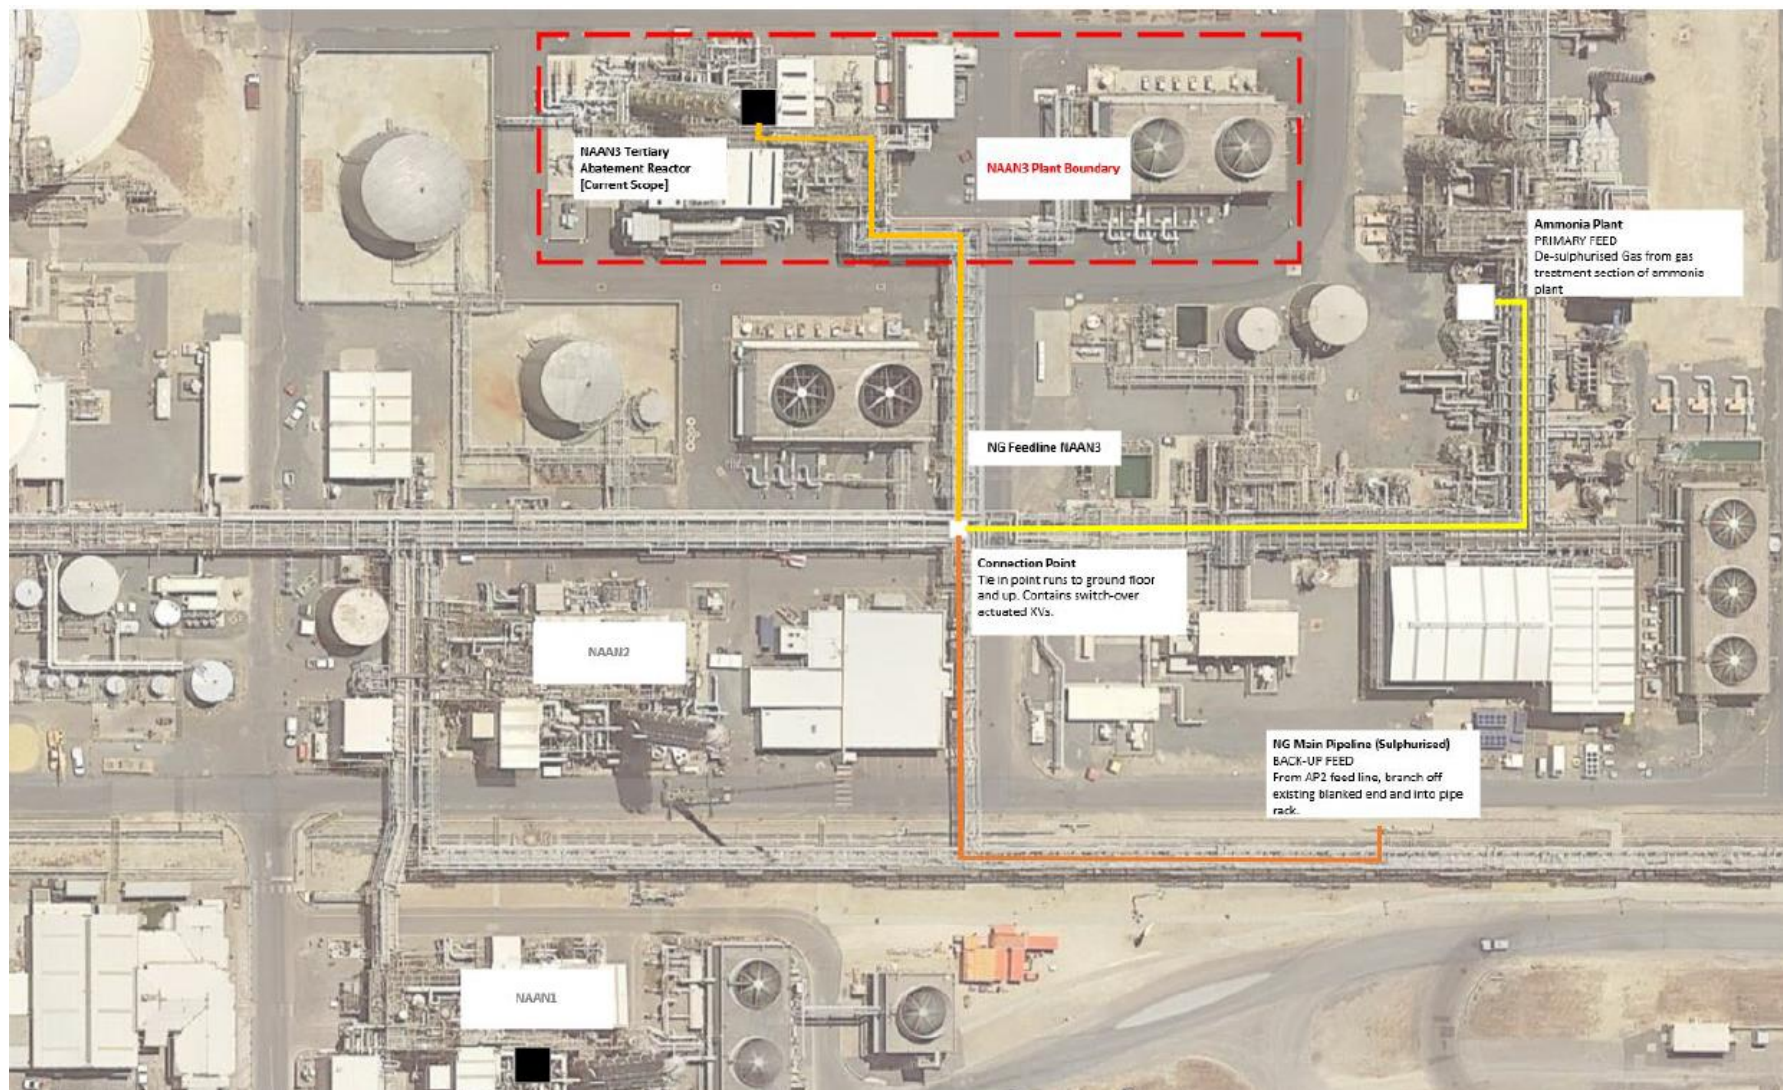 NAAN3 Tertiary
Abatement Reactor
[Current Scope]
NAAN3 Plant Boundary
Ammonia Plant
PRIMARY FEED
De-sulphurised Gas from gas
treatment section of ammonia
plant
NG Feedline NAAN3
Connection Point
Tie in point runs to ground floor
and up. Contains switch-over
actuated XVs.
NAAN2
NG Main Pipeline (Sulphurised)
BACK-UP FEED
From AP2 feed line, branch off
existing blanked end and into pipe
rack.
NAAN1